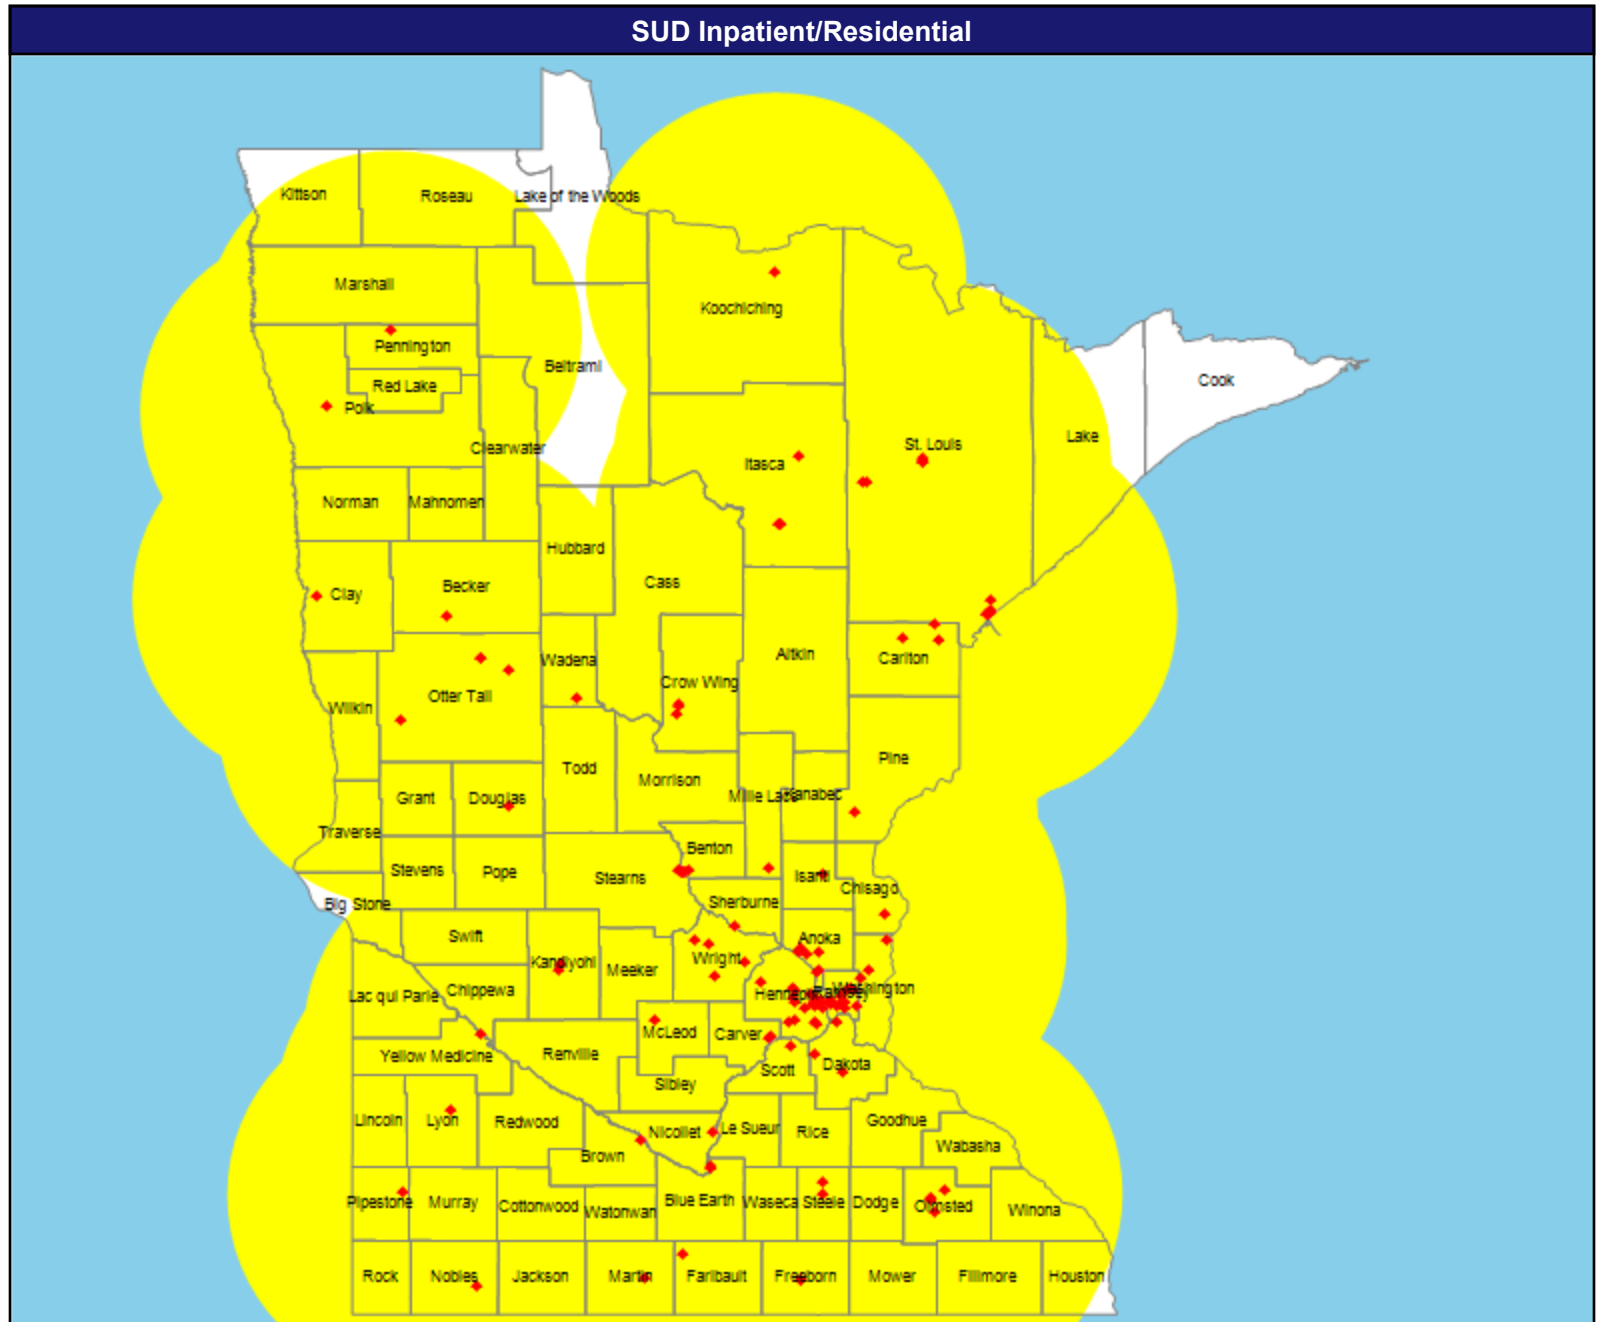 SUD Inpatient/Residential
Kittson
Roseau
Lake of the Woods
Marshall
Koochiching
Pennington
Beltrami
Red Lake
Cook
Polk
Lake
St. Louis
Clearwater
Itasca
Norman
Mahnomen
Hubbard
Cass
Becker
Clay
Aitkin
Carlton
Wadena
Crow Wing
Otter Tail
Wilkin
Pine
Todd
Morrison
Mille Lacs
Kanabec
Grant
Douglas
Traverse
Benton
Stevens
Pope
Stearns
Isanti
Chisago
Sherburne
Big Stone
Swift
Anoka
Kandiyohi
Wright
Meeker
Chippewa
Lac qui Parle
Hennepin
Ramsey
Washington
McLeod
Carver
Renville
Yellow Medicine
Scott
Dakota
Sibley
Lincoln
Lyon
Redwood
Goodhue
Nicollet
Le Sueur
Rice
Wabasha
Brown
Pipestone
Murray
Cottonwood
Watonwan
Blue Earth
Waseca
Steele
Dodge
Olmsted
Winona
Rock
Nobles
Jackson
Martin
Faribault
Freeborn
Mower
Fillmore
Houston